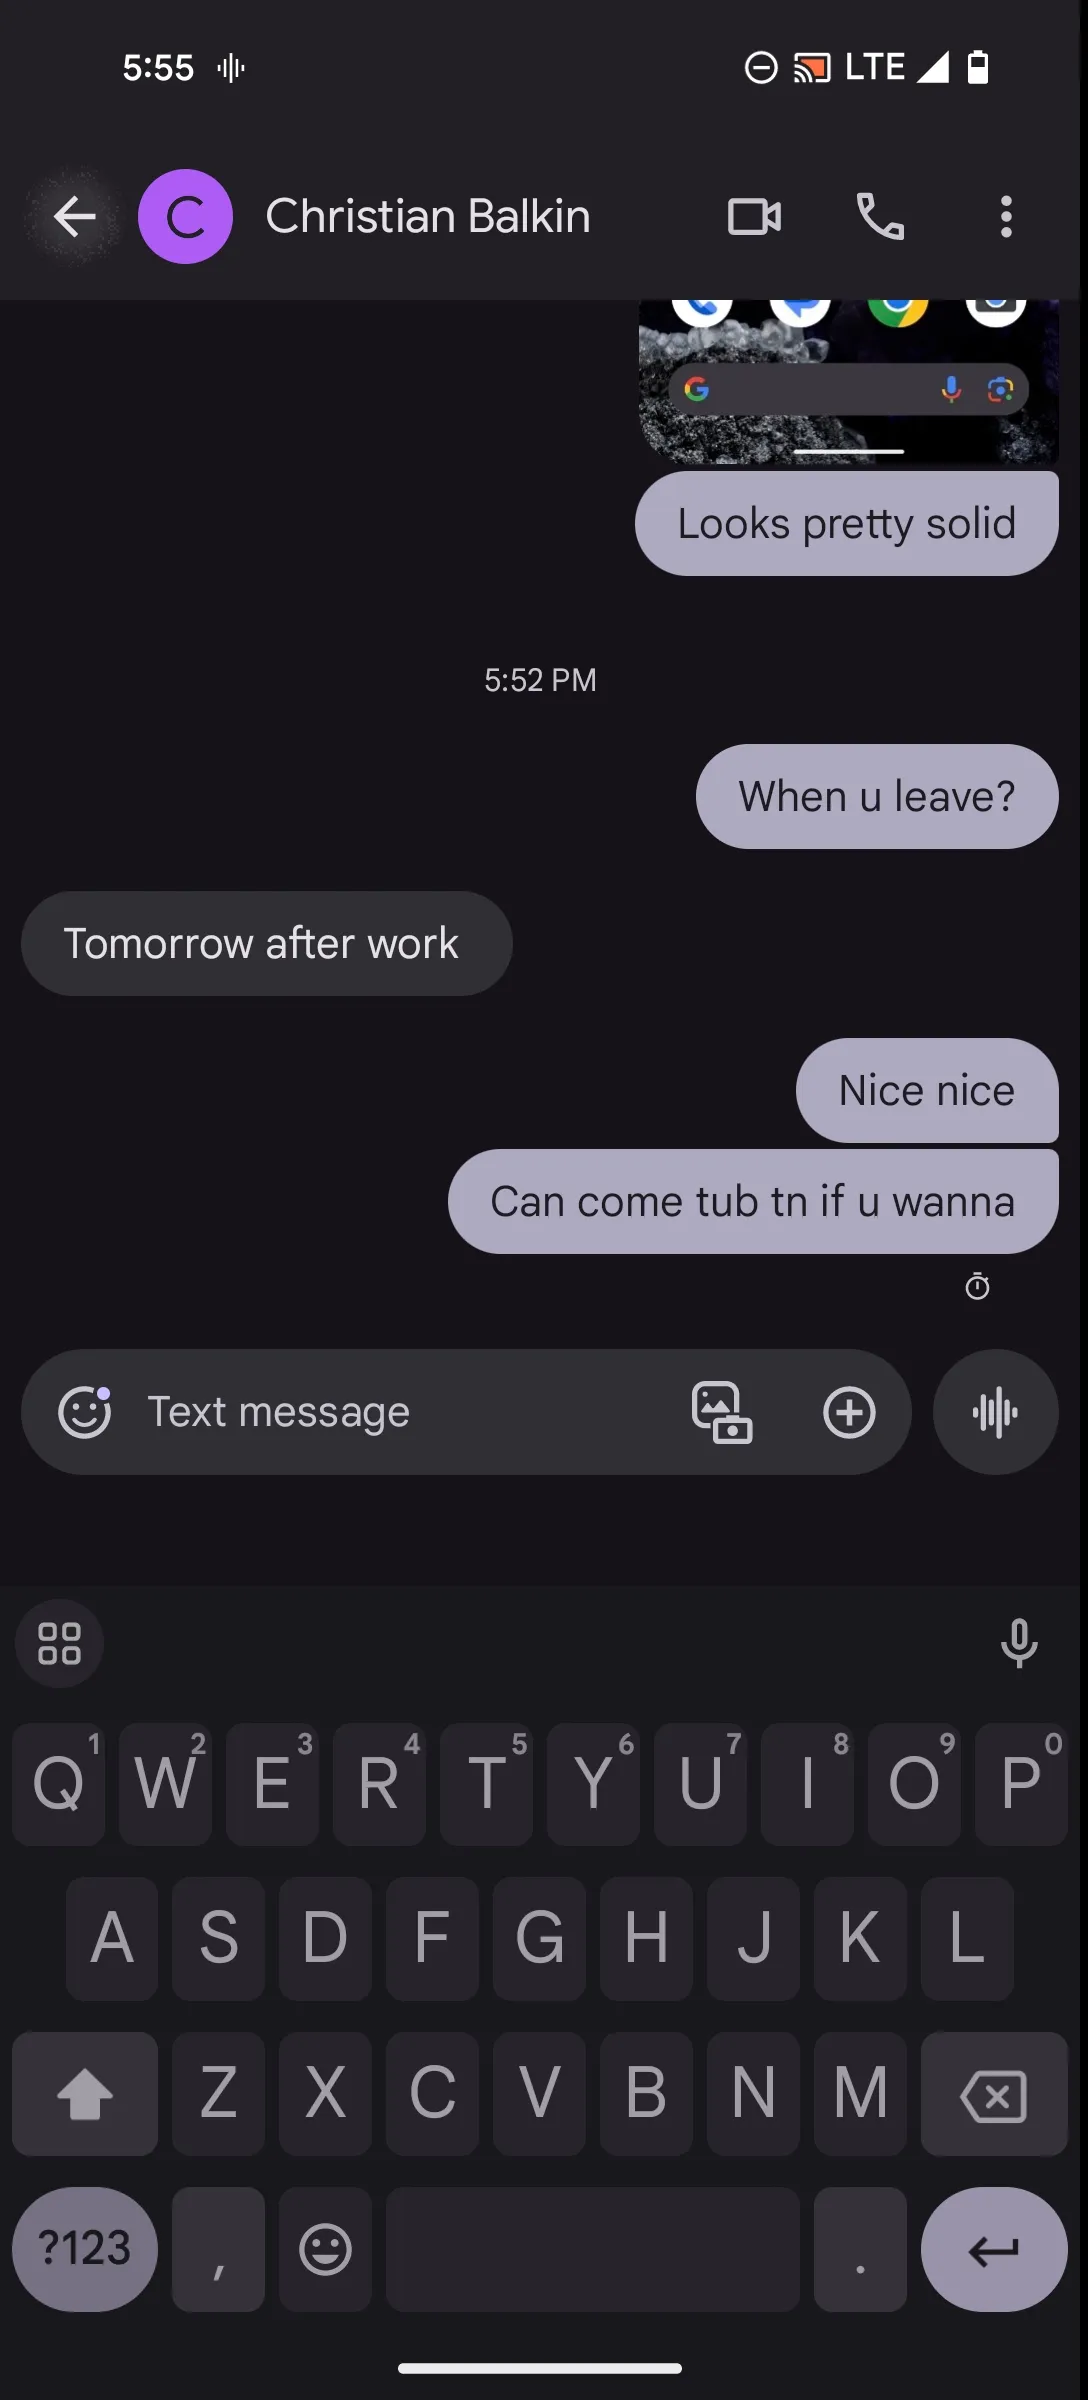 5:55 LTE
C Christian Balkin
G
Looks pretty solid
5:52 PM
When u leave?
Tomorrow after work
Nice nice
Can come tub tn if u wanna
Text message
Q1 W2 E3 R4 T5 Y6 U7 I8 O9 P0
A S D F G H J K L
Z X C V B N M
?123 , .